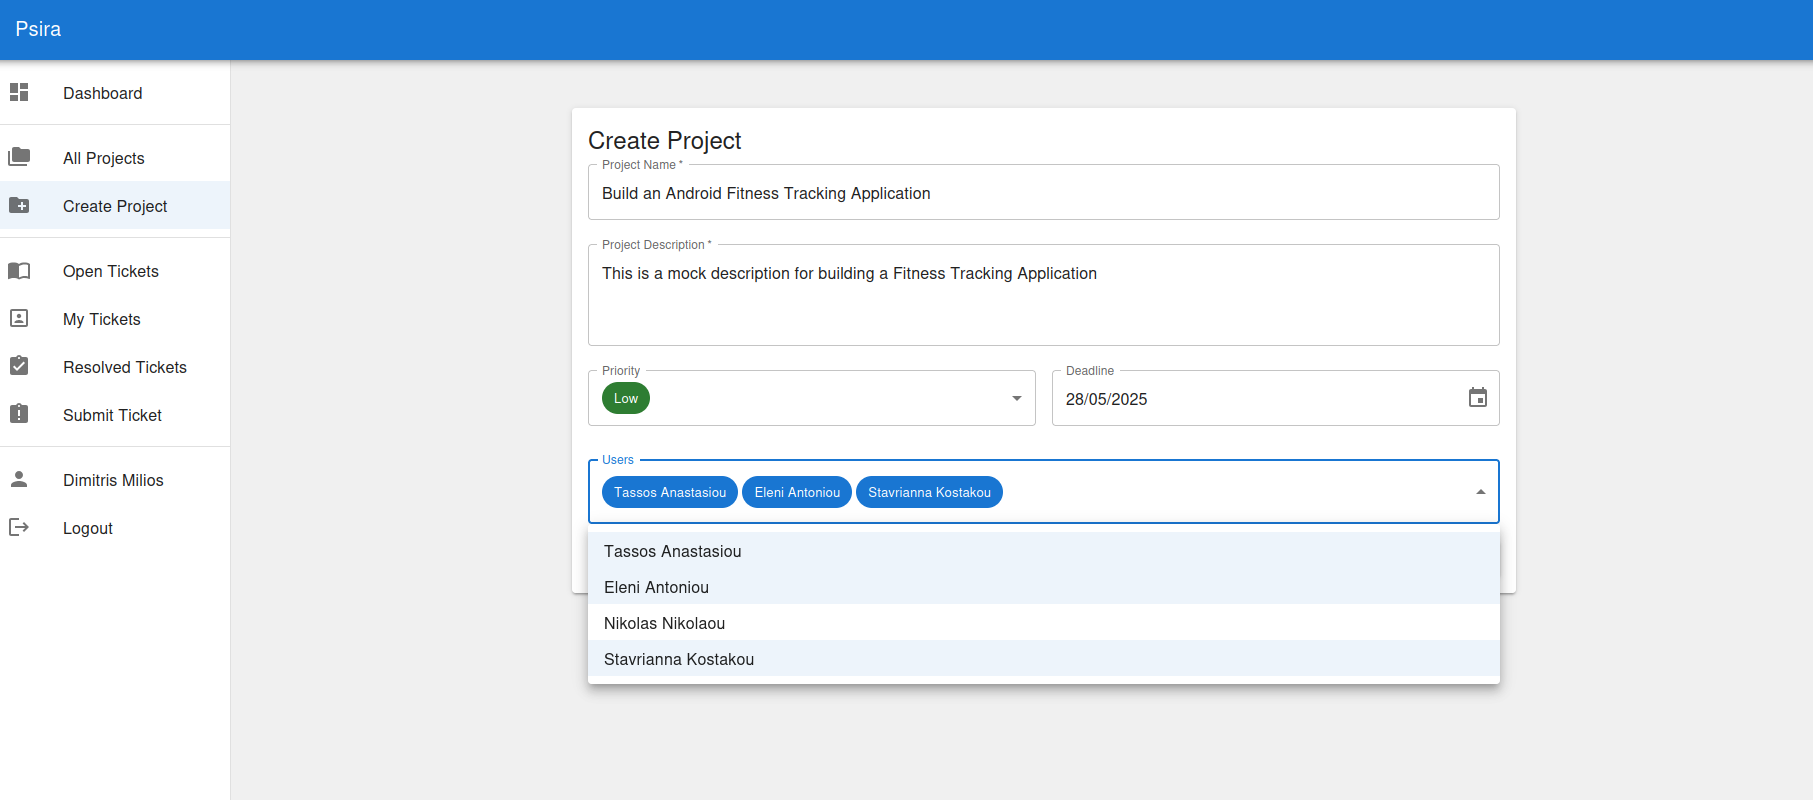 Psira
Dashboard
All Projects
Create Project
Open Tickets
My Tickets
Resolved Tickets
Submit Ticket
Dimitris Milios
Logout
Create Project
Project Name *
Build an Android Fitness Tracking Application
Project Description *
This is a mock description for building a Fitness Tracking Application
Priority
Low
Deadline
28/05/2025
Users
Tassos Anastasiou Eleni Antoniou Stavrianna Kostakou
Tassos Anastasiou
Eleni Antoniou
Nikolas Nikolaou
Stavrianna Kostakou